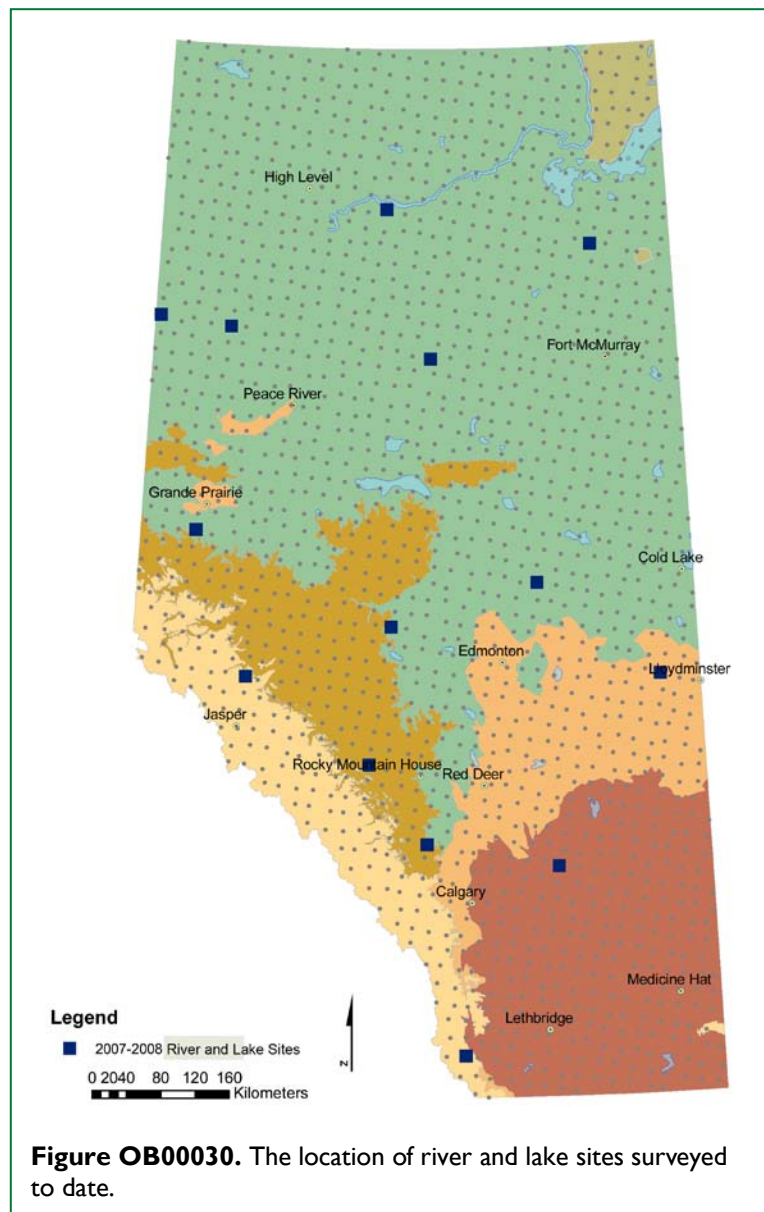 High Level
Fort McMurray
Peace River
Grande Prairie
Cold Lake
Edmonton
Lloydminster
Jasper
Rocky Mountain House
Red Deer
Calgary
Medicine Hat
Lethbridge
Legend
2007-2008 River and Lake Sites
0 20 40 80 120 160
Kilometers
z
Figure OB00030. The location of river and lake sites surveyed
to date.